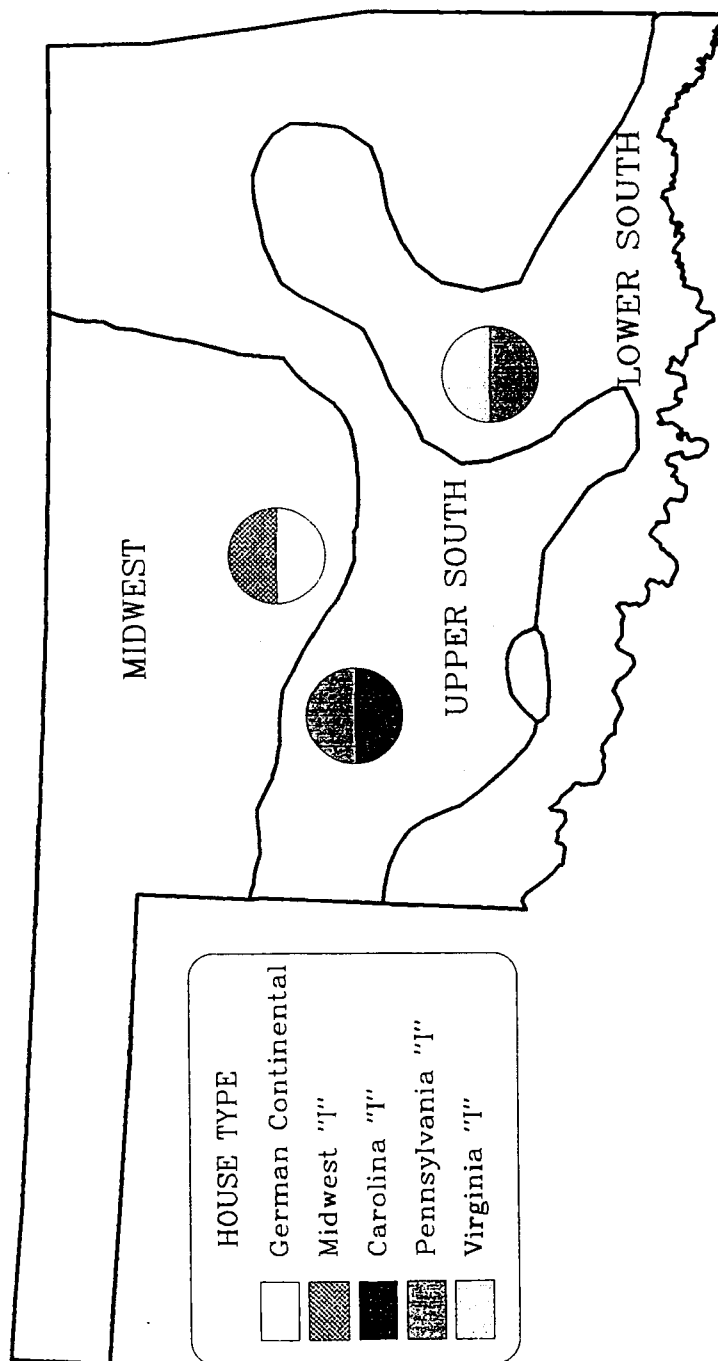 MIDWEST
UPPER SOUTH
LOWER SOUTH
HOUSE TYPE
German Continental
Midwest "I"
Carolina "I"
Pennsylvania "I"
Virginia "I"